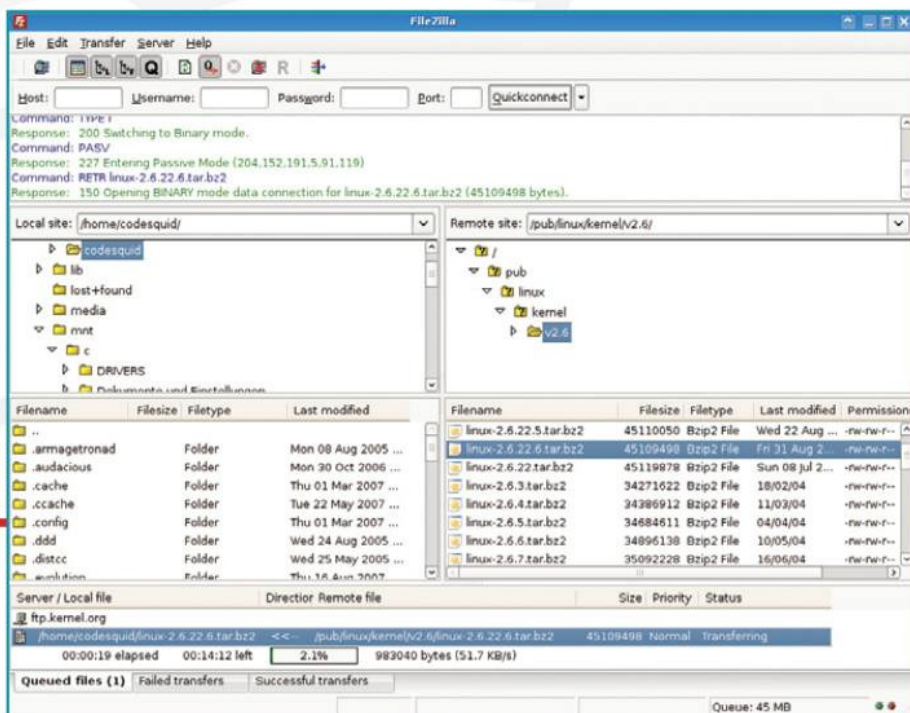 FileZilla
File Edit Transfer Server Help
Host: Username: Password: Port: Quickconnect
Command: TYPE I
Response: 200 Switching to Binary mode.
Command: PASV
Response: 227 Entering Passive Mode (204,152,191,5,91,119)
Command: RETR linux-2.6.22.6.tar.bz2
Response: 150 Opening BINARY mode data connection for linux-2.6.22.6.tar.bz2 (45109498 bytes).
Local site: /home/codesquid/
codesquid
lib
lost+found
media
mnt
c
DRIVERS
Dokumente und Einstellungen
Remote site: /pub/linux/kernel/v2.6/
/
pub
linux
kernel
v2.6
Filename Filesize Filetype Last modified
..
.armagetronad Folder Mon 08 Aug 2005 ...
.audacious Folder Mon 30 Oct 2006 ...
.cache Folder Thu 01 Mar 2007 ...
.ccache Folder Tue 22 May 2007 ...
.config Folder Thu 01 Mar 2007 ...
.ddd Folder Wed 24 Aug 2005 ...
.distcc Folder Wed 25 May 2005 ...
.evolution Folder Thu 16 Aug 2007
Filename Filesize Filetype Last modified Permission
linux-2.6.22.5.tar.bz2 45110050 Bzip2 File Wed 22 Aug ... -rw-rw-r--
linux-2.6.22.6.tar.bz2 45109498 Bzip2 File Fri 31 Aug 2... -rw-rw-r--
linux-2.6.22.tar.bz2 45119878 Bzip2 File Sun 08 Jul 2... -rw-rw-r--
linux-2.6.3.tar.bz2 34271622 Bzip2 File 18/02/04 -rw-rw-r--
linux-2.6.4.tar.bz2 34386912 Bzip2 File 11/03/04 -rw-rw-r--
linux-2.6.5.tar.bz2 34684611 Bzip2 File 04/04/04 -rw-rw-r--
linux-2.6.6.tar.bz2 34896138 Bzip2 File 10/05/04 -rw-rw-r--
linux-2.6.7.tar.bz2 35092228 Bzip2 File 16/06/04 -rw-rw-r--
Server / Local file Direction Remote file Size Priority Status
ftp.kernel.org
/home/codesquid/linux-2.6.22.6.tar.bz2 <<-- /pub/linux/kernel/v2.6/linux-2.6.22.6.tar.bz2 45109498 Normal Transferring
00:00:19 elapsed 00:14:12 left 2.1% 983040 bytes (51.7 KB/s)
Queued files (1) Failed transfers Successful transfers
Queue: 45 MB